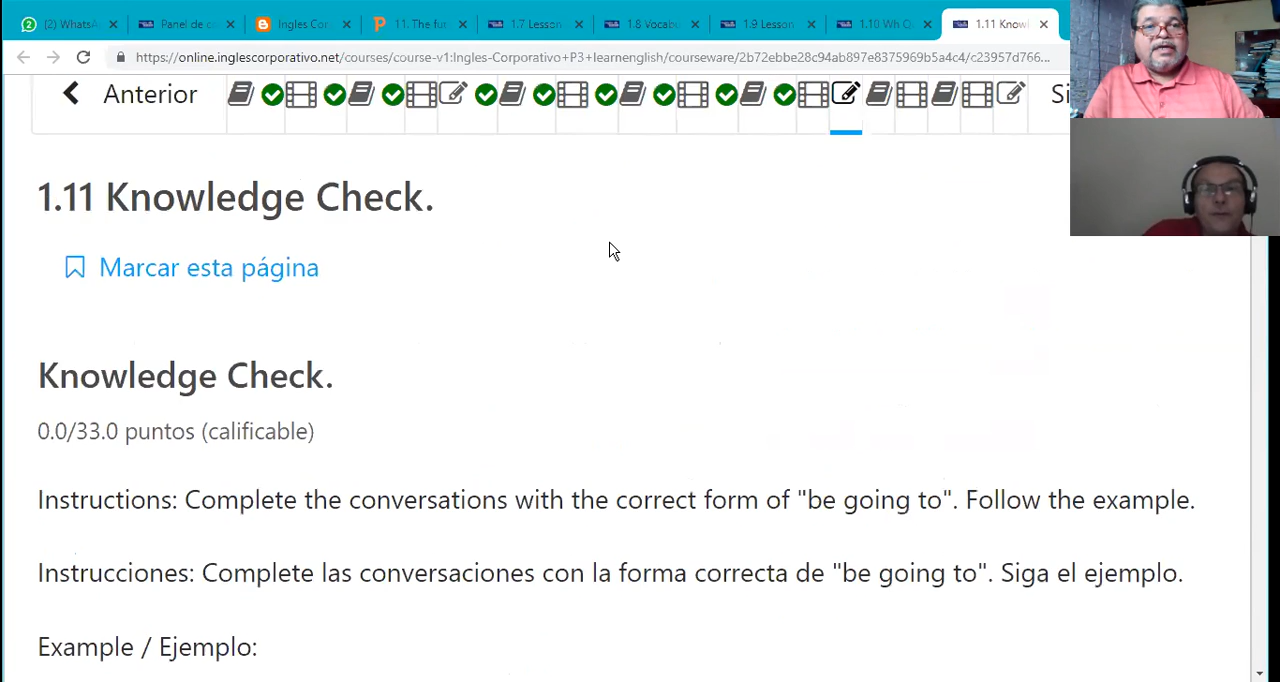 (2) WhatsA
Panel de c
Ingles Cor
11. The fu
1.7 Lesson
1.8 Vocabu
1.9 Lesson
1.10 Wh Q
1.11 Knowl
https://online.inglescorporativo.net/courses/course-v1:Ingles-Corporativo+P3+learnenglish/courseware/2b72ebbe28c94ab897e8375969b5a4c4/c23957d766...
Anterior
Si
1.11 Knowledge Check.
Marcar esta página
Knowledge Check.
0.0/33.0 puntos (calificable)
Instructions: Complete the conversations with the correct form of "be going to". Follow the example.
Instrucciones: Complete las conversaciones con la forma correcta de "be going to". Siga el ejemplo.
Example / Ejemplo: